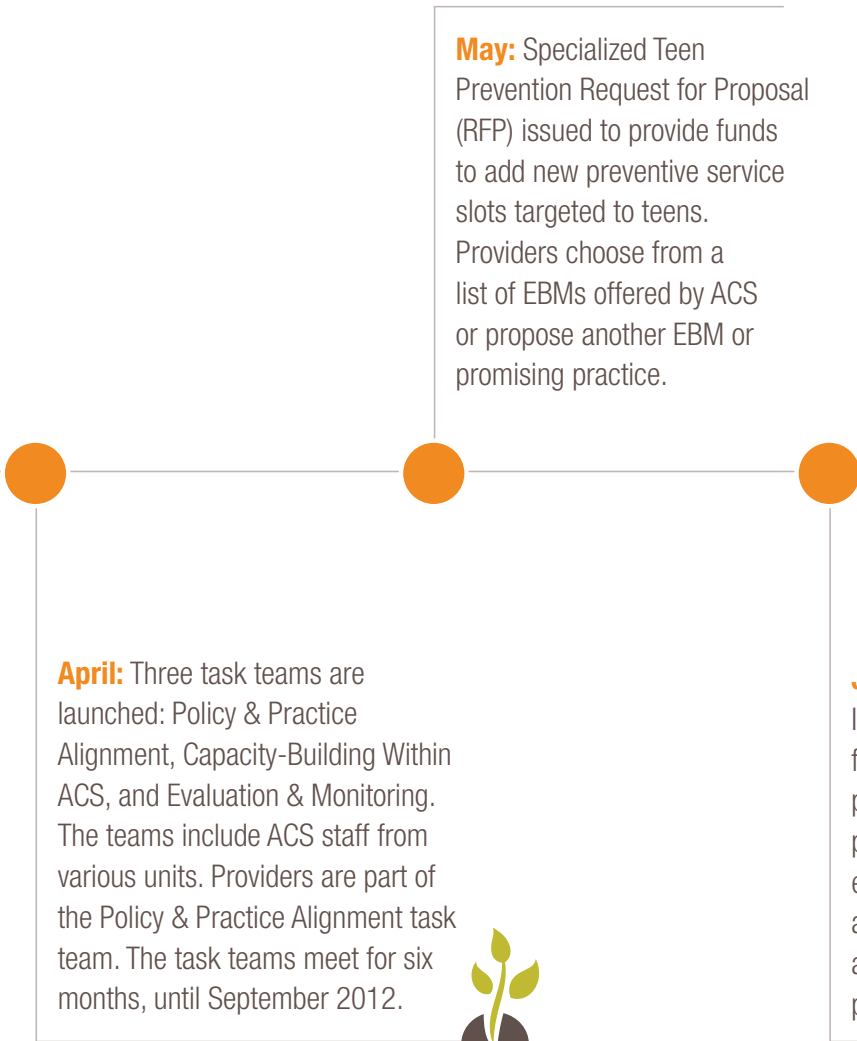 May: Specialized Teen
Prevention Request for Proposal
(RFP) issued to provide funds
to add new preventive service
slots targeted to teens.
Providers choose from a
list of EBMs offered by ACS
or propose another EBM or
promising practice.
April: Three task teams are
launched: Policy & Practice
Alignment, Capacity-Building Within
ACS, and Evaluation & Monitoring.
The teams include ACS staff from
various units. Providers are part of
the Policy & Practice Alignment task
team. The task teams meet for six
months, until September 2012.